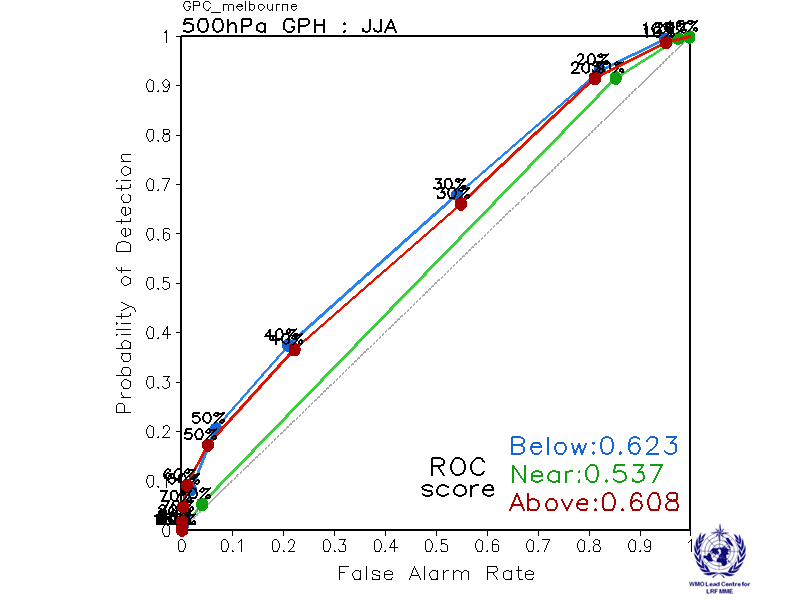 GPC_melbourne
500hPa GPH : JJA
1
0.9
0.8
0.7
0.6
0.5
0.4
0.3
0.2
0.1
0
Probability of Detection
20%
20%
30%
30%
40%
40%
50%
50%
60%
70%
ROC
score
Below:0.623
Near:0.537
Above:0.608
0 0.1 0.2 0.3 0.4 0.5 0.6 0.7 0.8 0.9 1
False Alarm Rate
WMO Lead Centre for
LRF MME